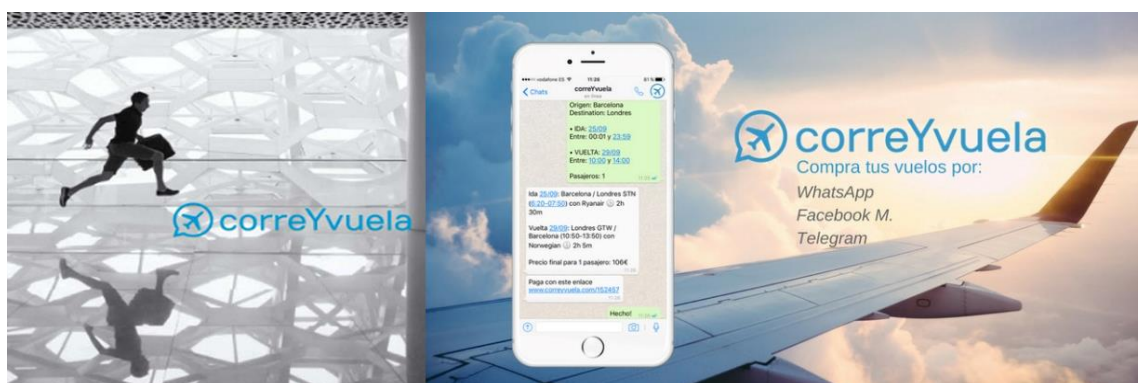 correYvuela
vodafone ES
11:38
81%
Chats
correYvuela
Origen: Barcelona
Destination: Londres
• IDA: 25/09
Entre: 00:01 y 23:59
• VUELTA: 29/09
Entre: 10:00 y 14:00
Pasajeros: 1
Ida 25/09: Barcelona / Londres STN
(6:20-07:50) con Ryanair 🕐 2h
30m
Vuelta 29/09: Londres GTW /
Barcelona (10:50-13:50) con
Norwegian 🕐 2h 5m
Precio final para 1 pasajero: 106€
Paga con este enlace
www.correyvuela.com/152457
Hecho!
correYvuela
Compra tus vuelos por:
WhatsApp
Facebook M.
Telegram